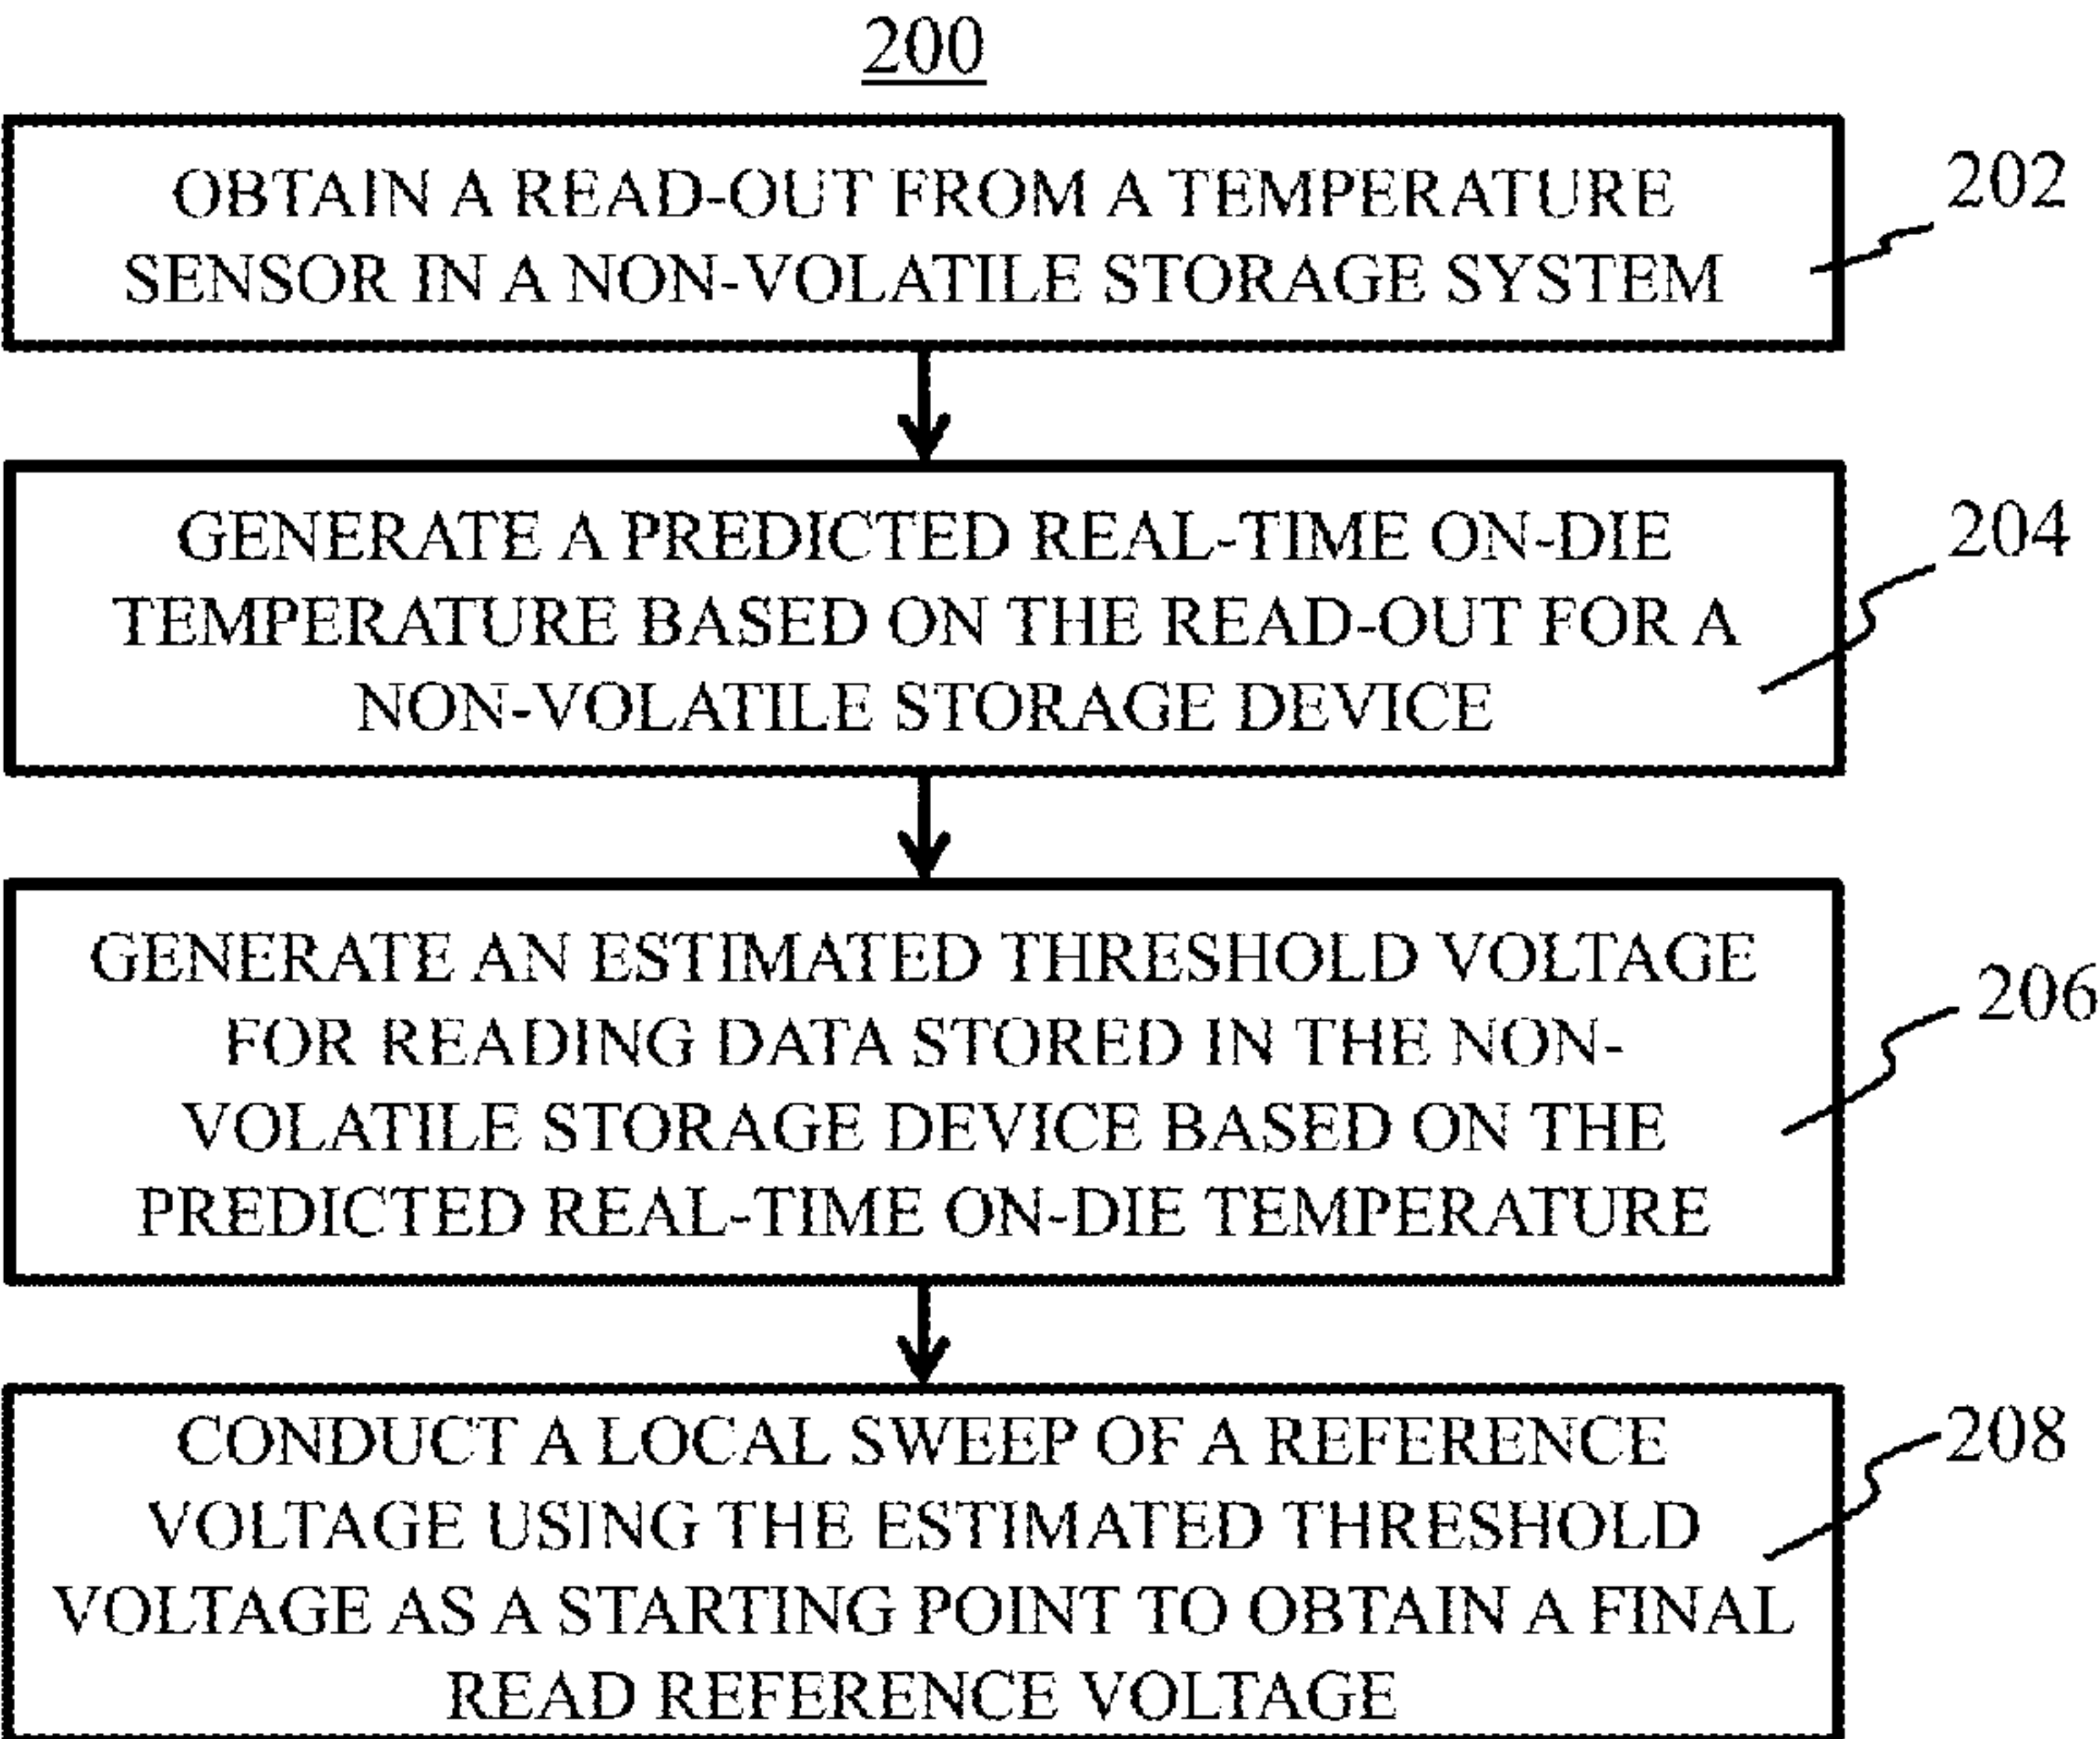 200
OBTAIN A READ-OUT FROM A TEMPERATURE
SENSOR IN A NON-VOLATILE STORAGE SYSTEM
202
GENERATE A PREDICTED REAL-TIME ON-DIE
TEMPERATURE BASED ON THE READ-OUT FOR A
NON-VOLATILE STORAGE DEVICE
204
GENERATE AN ESTIMATED THRESHOLD VOLTAGE
FOR READING DATA STORED IN THE NON-
VOLATILE STORAGE DEVICE BASED ON THE
PREDICTED REAL-TIME ON-DIE TEMPERATURE
206
CONDUCT A LOCAL SWEEP OF A REFERENCE
VOLTAGE USING THE ESTIMATED THRESHOLD
VOLTAGE AS A STARTING POINT TO OBTAIN A FINAL
READ REFERENCE VOLTAGE
208